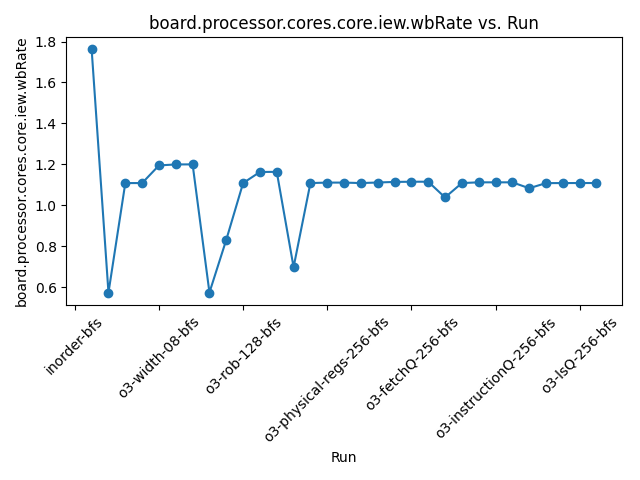 board.processor.cores.core.iew.wbRate vs. Run
board.processor.cores.core.iew.wbRate
1.8
1.6
1.4
1.2
1.0
0.8
0.6
inorder-bfs
o3-width-08-bfs
o3-rob-128-bfs
o3-physical-regs-256-bfs
o3-fetchQ-256-bfs
o3-instructionQ-256-bfs
o3-lsQ-256-bfs
Run